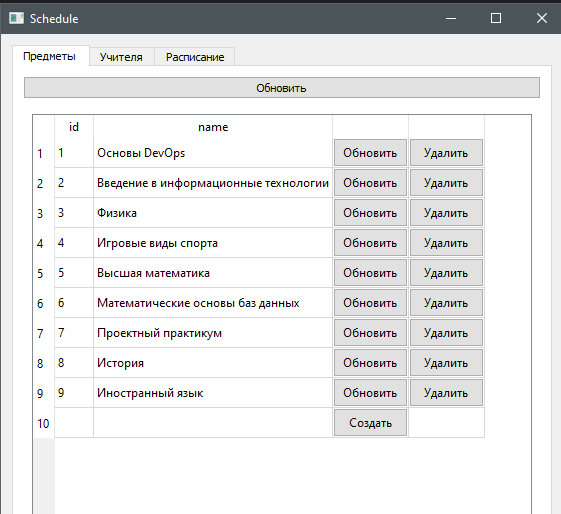 Schedule
Предметы Учителя Расписание
Обновить
id name
1 1 Основы DevOps Обновить Удалить
2 2 Введение в информационные технологии Обновить Удалить
3 3 Физика Обновить Удалить
4 4 Игровые виды спорта Обновить Удалить
5 5 Высшая математика Обновить Удалить
6 6 Математические основы баз данных Обновить Удалить
7 7 Проектный практикум Обновить Удалить
8 8 История Обновить Удалить
9 9 Иностранный язык Обновить Удалить
10 Создать